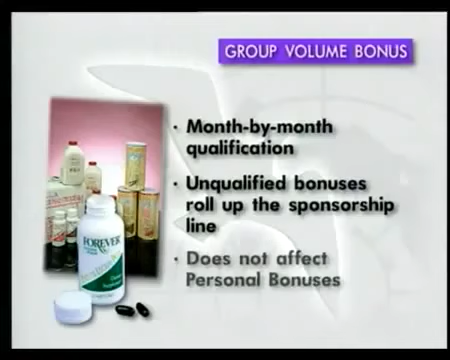 GROUP VOLUME BONUS
· Month-by-month
qualification
· Unqualified bonuses
roll up the sponsorship
line
· Does not affect
Personal Bonuses
FOREVER